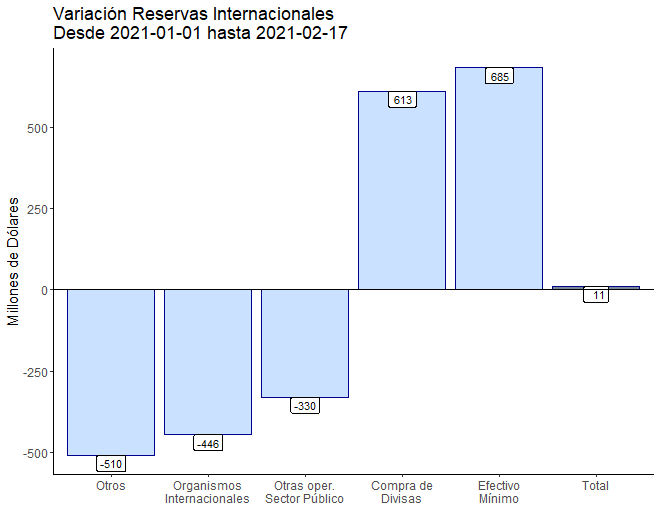 Variación Reservas Internacionales
Desde 2021-01-01 hasta 2021-02-17
Millones de Dólares
500
250
0
-250
-500
-510
-446
-330
613
685
11
Otros
Organismos
Internacionales
Otras oper.
Sector Público
Compra de
Divisas
Efectivo
Mínimo
Total